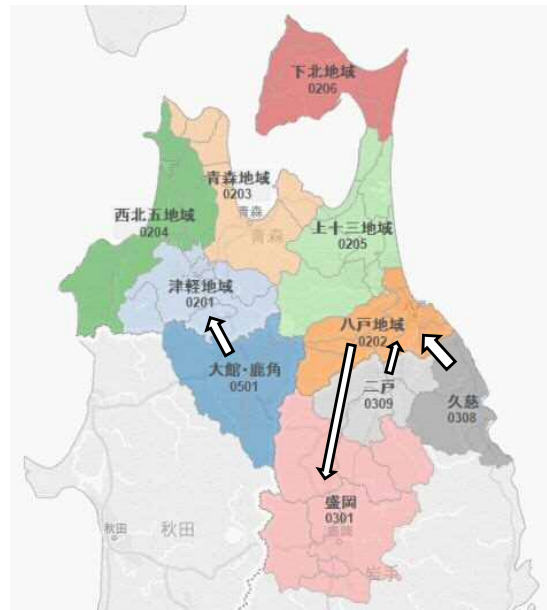 下北地域
0206
青森地域
0203
青森
青森
西北五地域
0204
上十三地域
0205
津軽地域
0201
八戸地域
0202
大館・鹿角
0501
二戸
0309
久慈
0308
盛岡
0301
盛岡
秋田
秋田
岩手